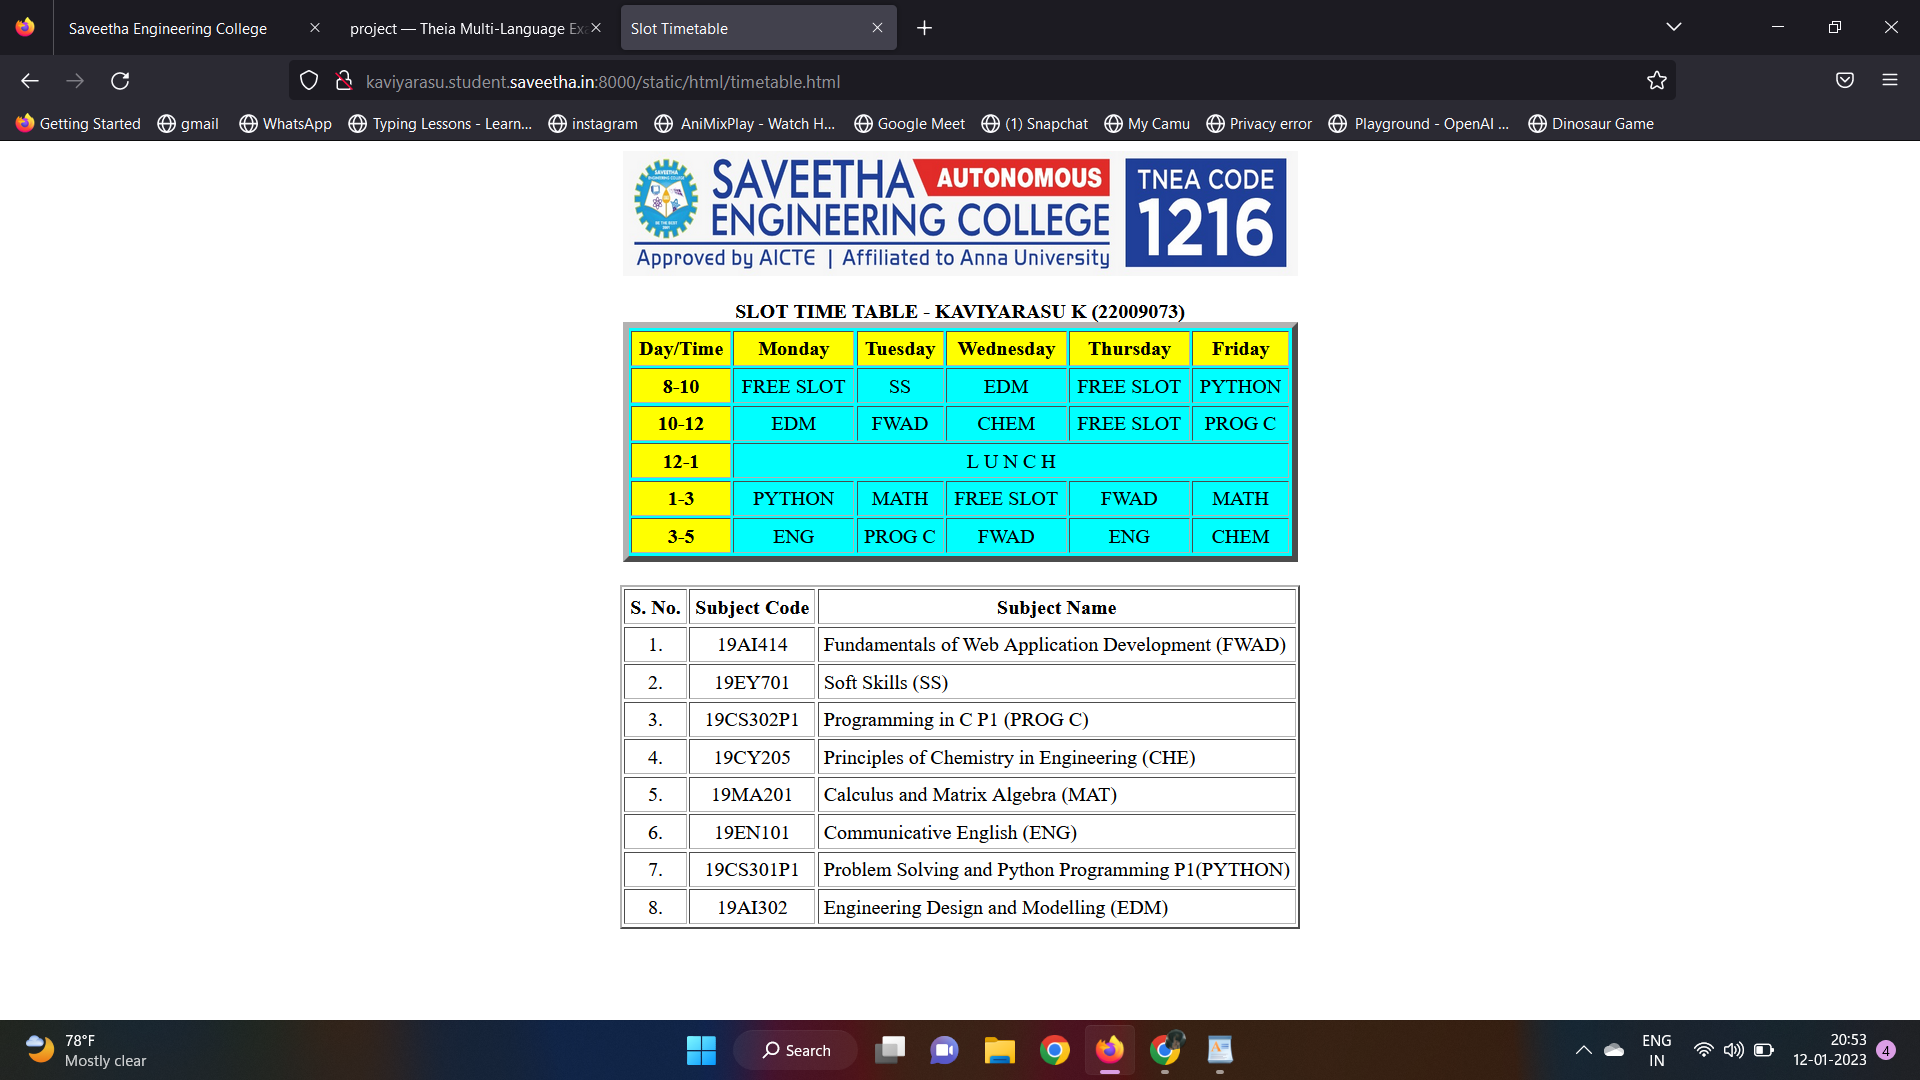 Saveetha Engineering College
project — Theia Multi-Language Ex
Slot Timetable
kaviyarasu.student.saveetha.in:8000/static/html/timetable.html
Getting Started gmail WhatsApp Typing Lessons - Learn... instagram AniMixPlay - Watch H... Google Meet (1) Snapchat My Camu Privacy error Playground - OpenAI ... Dinosaur Game
SAVEETHA AUTONOMOUS
ENGINEERING COLLEGE
Approved by AICTE | Affiliated to Anna University
TNEA CODE
1216
SLOT TIME TABLE - KAVIYARASU K (22009073)
Day/Time Monday Tuesday Wednesday Thursday Friday
8-10 FREE SLOT SS EDM FREE SLOT PYTHON
10-12 EDM FWAD CHEM FREE SLOT PROG C
12-1 L U N C H
1-3 PYTHON MATH FREE SLOT FWAD MATH
3-5 ENG PROG C FWAD ENG CHEM
S. No. Subject Code Subject Name
1. 19AI414 Fundamentals of Web Application Development (FWAD)
2. 19EY701 Soft Skills (SS)
3. 19CS302P1 Programming in C P1 (PROG C)
4. 19CY205 Principles of Chemistry in Engineering (CHE)
5. 19MA201 Calculus and Matrix Algebra (MAT)
6. 19EN101 Communicative English (ENG)
7. 19CS301P1 Problem Solving and Python Programming P1(PYTHON)
8. 19AI302 Engineering Design and Modelling (EDM)
78°F
Mostly clear
Search
ENG
IN
20:53
12-01-2023
4